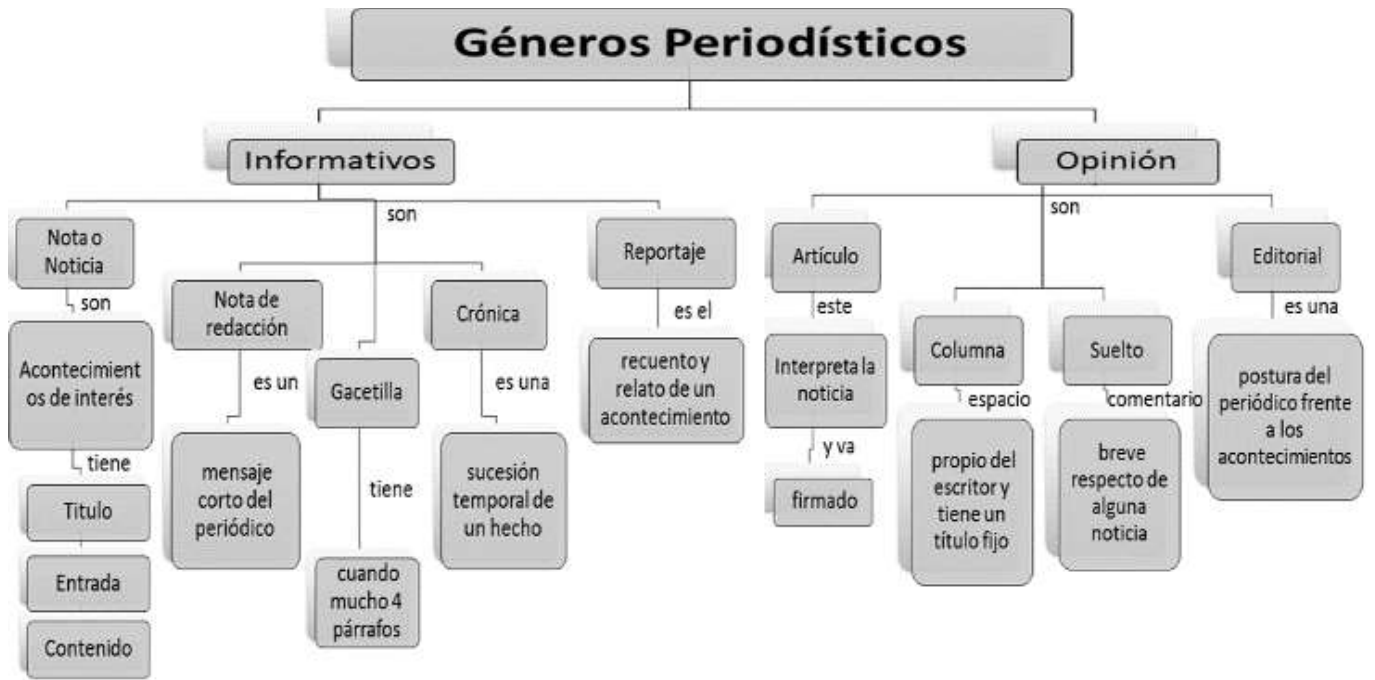 Géneros Periodísticos
Informativos
Opinión
son
son
Nota o
Noticia
son
Acontecimient
os de interés
tiene
Titulo
Entrada
Contenido
Nota de
redacción
es un
mensaje
corto del
periódico
Gacetilla
tiene
cuando
mucho 4
párrafos
Crónica
es una
sucesión
temporal de
un hecho
Reportaje
es el
recuento y
relato de un
acontecimiento
Artículo
este
Interpreta la
noticia
y va
firmado
Columna
espacio
propio del
escritor y
tiene un
título fijo
Suelto
comentario
breve
respecto de
alguna
noticia
Editorial
es una
postura del
periódico frente
a los
acontecimientos